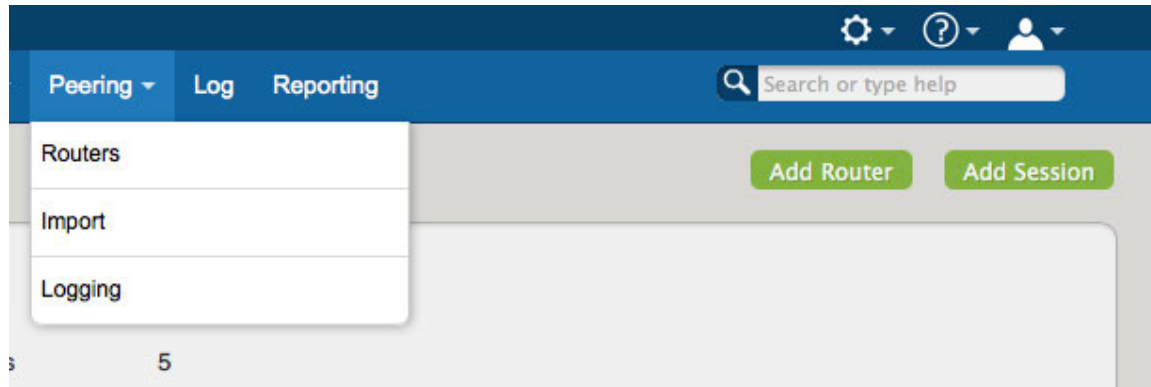 Peering Log Reporting Search or type help
Routers
Add Router Add Session
Import
Logging
s 5